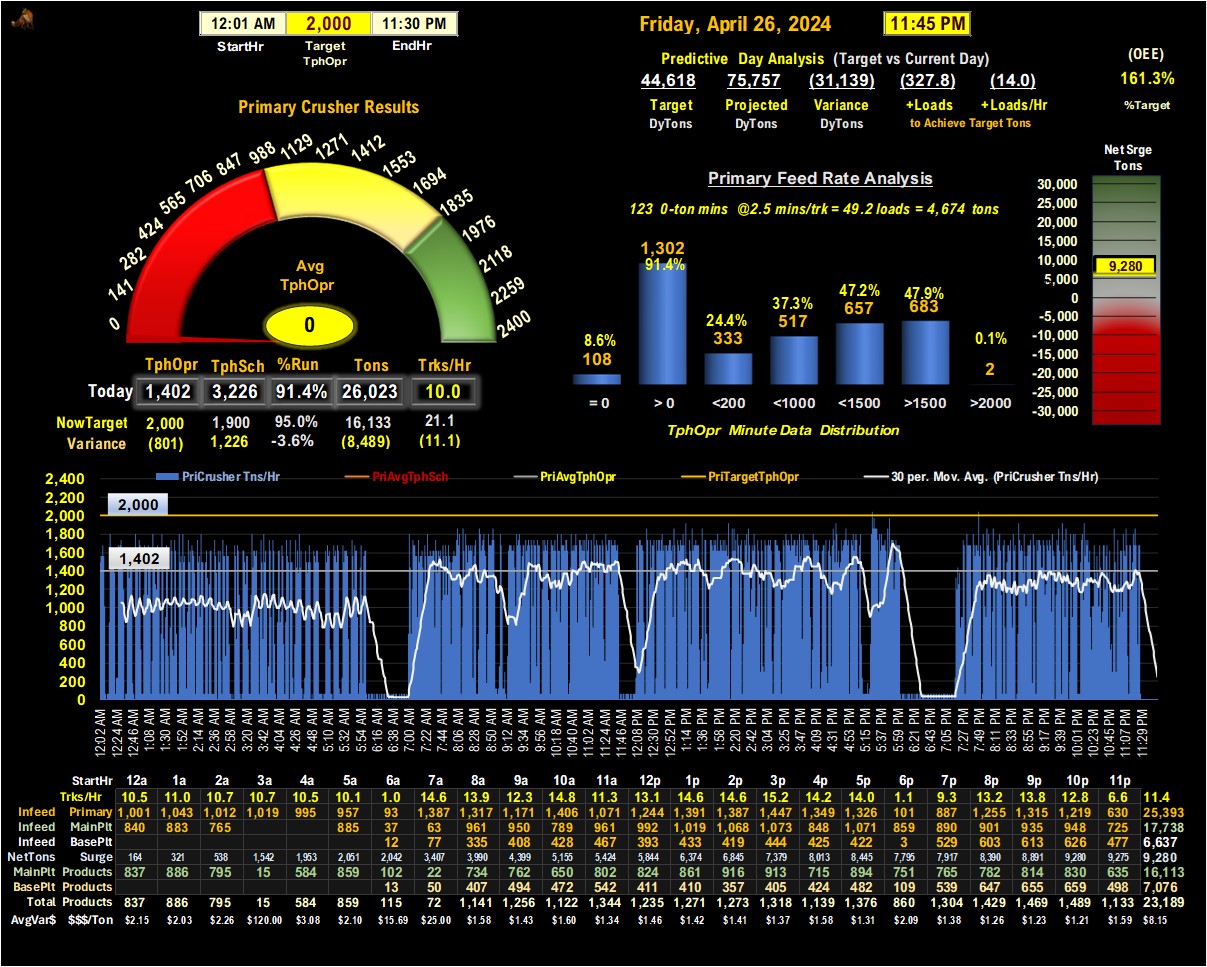 12:01 AM 2,000 11:30 PM
StartHr Target EndHr
TphOpr
Friday, April 26, 2024 11:45 PM
Predictive Day Analysis (Target vs Current Day)
44,618 75,757 (31,139) (327.8) (14.0)
Target Projected Variance +Loads +Loads/Hr
DyTons DyTons DyTons to Achieve Target Tons
(OEE)
161.3%
%Target
Primary Crusher Results
0 141 282 424 565 706 847 988 1129 1271 1412 1553 1694 1835 1976 2118 2259 2400
Avg
TphOpr
0
TphOpr TphSch %Run Tons Trks/Hr
Today 1,402 3,226 91.4% 26,023 10.0
NowTarget 2,000 1,900 95.0% 16,133 21.1
Variance (801) 1,226 -3.6% (8,489) (11.1)
Primary Feed Rate Analysis
123 0-ton mins @2.5 mins/trk = 49.2 loads = 4,674 tons
8.6% 91.4% 24.4% 37.3% 47.2% 47.9% 0.1%
108 1,302 333 517 657 683 2
= 0 > 0 <200 <1000 <1500 >1500 >2000
TphOpr Minute Data Distribution
Net Srge
Tons
30,000
25,000
20,000
15,000
10,000
9,280
5,000
0
-5,000
-10,000
-15,000
-20,000
-25,000
-30,000
PriCrusher Tns/Hr PriAvgTphSch PriAvgTphOpr PriTargetTphOpr 30 per. Mov. Avg. (PriCrusher Tns/Hr)
2,400
2,200
2,000
1,800
1,600
1,400
1,200
1,000
800
600
400
200
0
2,000
1,402
12:02 AM 12:24 AM 12:46 AM 1:08 AM 1:30 AM 1:52 AM 2:14 AM 2:36 AM 2:58 AM 3:20 AM 3:42 AM 4:04 AM 4:26 AM 4:48 AM 5:10 AM 5:32 AM 5:54 AM 6:16 AM 6:38 AM 7:00 AM 7:22 AM 7:44 AM 8:06 AM 8:28 AM 8:50 AM 9:12 AM 9:34 AM 9:56 AM 10:18 AM 10:40 AM 11:02 AM 11:24 AM 11:46 AM 12:08 PM 12:30 PM 12:52 PM 1:14 PM 1:36 PM 1:58 PM 2:20 PM 2:42 PM 3:03 PM 3:25 PM 3:47 PM 4:09 PM 4:31 PM 4:53 PM 5:15 PM 5:37 PM 5:59 PM 6:21 PM 6:43 PM 7:05 PM 7:27 PM 7:49 PM 8:11 PM 8:33 PM 8:55 PM 9:17 PM 9:39 PM 10:01 PM 10:23 PM 10:45 PM 11:07 PM 11:29 PM
StartHr 12a 1a 2a 3a 4a 5a 6a 7a 8a 9a 10a 11a 12p 1p 2p 3p 4p 5p 6p 7p 8p 9p 10p 11p
Trks/Hr 10.5 11.0 10.7 10.7 10.5 10.1 1.0 14.6 13.9 12.3 14.8 11.3 13.1 14.6 14.6 15.2 14.2 14.0 1.1 9.3 13.2 13.8 12.8 6.6 11.4
Infeed Primary 1,001 1,043 1,012 1,019 995 957 93 1,387 1,317 1,171 1,406 1,071 1,244 1,391 1,387 1,447 1,349 1,326 101 887 1,255 1,315 1,219 630 25,393
Infeed MainPlt 840 883 765 885 37 63 961 950 789 961 992 1,019 1,068 1,073 848 1,071 859 890 901 935 948 725 17,738
Infeed BasePlt 12 77 335 408 428 467 393 433 419 444 425 422 3 529 603 613 626 477 6,637
NetTons Surge 164 321 538 1,542 1,953 2,051 2,042 3,407 3,990 4,399 5,155 5,424 5,844 6,374 6,845 7,379 8,013 8,445 7,795 7,917 8,390 8,891 9,280 9,275 9,280
MainPlt Products 837 886 795 15 584 859 102 22 734 762 650 802 824 861 916 913 715 894 751 765 782 814 830 635 16,113
BasePlt Products 13 50 407 494 472 542 411 410 357 405 424 482 109 539 647 655 659 498 7,076
Total Products 837 886 795 15 584 859 115 72 1,141 1,256 1,122 1,344 1,235 1,271 1,273 1,318 1,139 1,376 860 1,304 1,429 1,469 1,489 1,133 23,189
AvgVar$ $$$/Ton $2.15 $2.03 $2.26 $120.00 $3.08 $2.10 $15.69 $25.00 $1.58 $1.43 $1.60 $1.34 $1.46 $1.42 $1.41 $1.37 $1.58 $1.31 $2.09 $1.38 $1.26 $1.23 $1.21 $1.59 $8.15